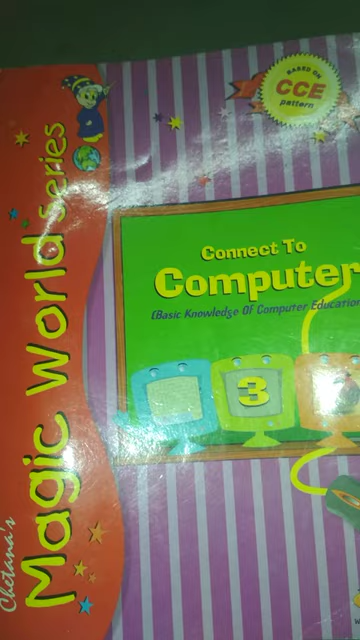 Chetana's
Magic World series
BASED ON
CCE
pattern
Connect To
Computer
(Basic Knowledge Of Computer Education
3